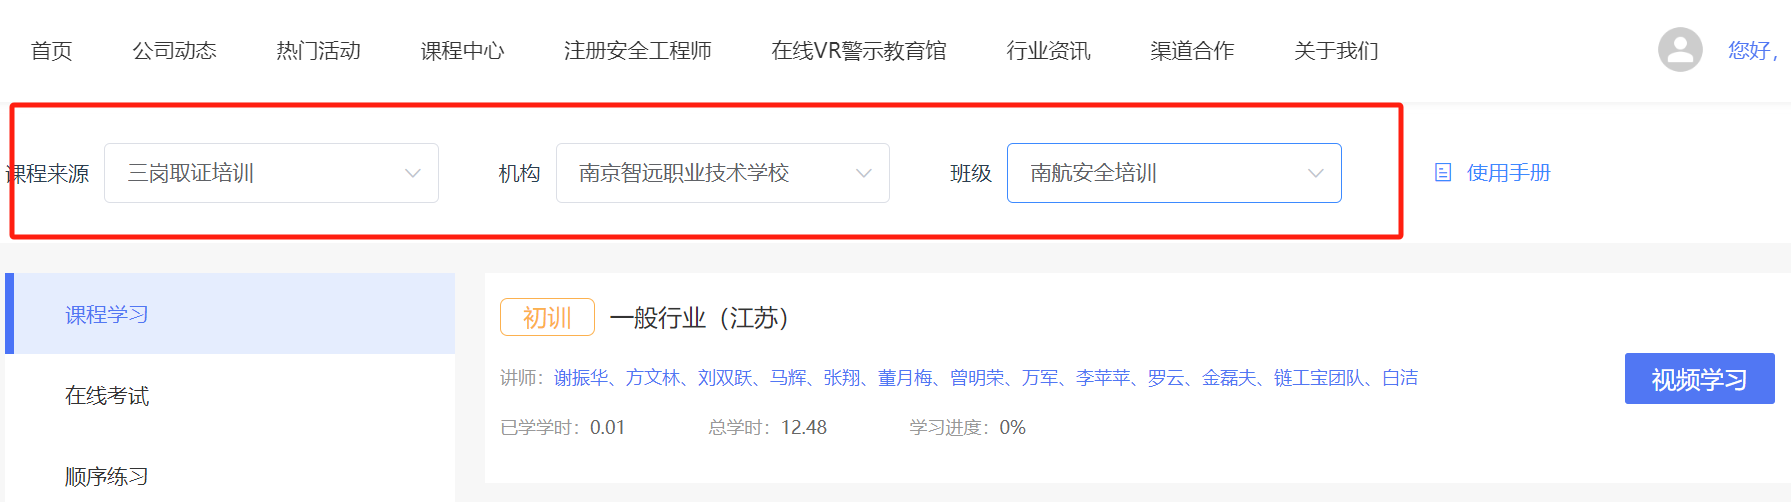 首页 公司动态 热门活动 课程中心 注册安全工程师 在线VR警示教育馆 行业资讯 渠道合作 关于我们 您好,
课程来源 三岗取证培训 机构 南京智远职业技术学校 班级 南航安全培训 使用手册
课程学习
在线考试
顺序练习
初训 一般行业（江苏）
讲师：谢振华、方文林、刘双跃、马辉、张翔、董月梅、曾明荣、万军、李苹苹、罗云、金磊夫、链工宝团队、白洁
视频学习
已学学时：0.01 总学时：12.48 学习进度：0%